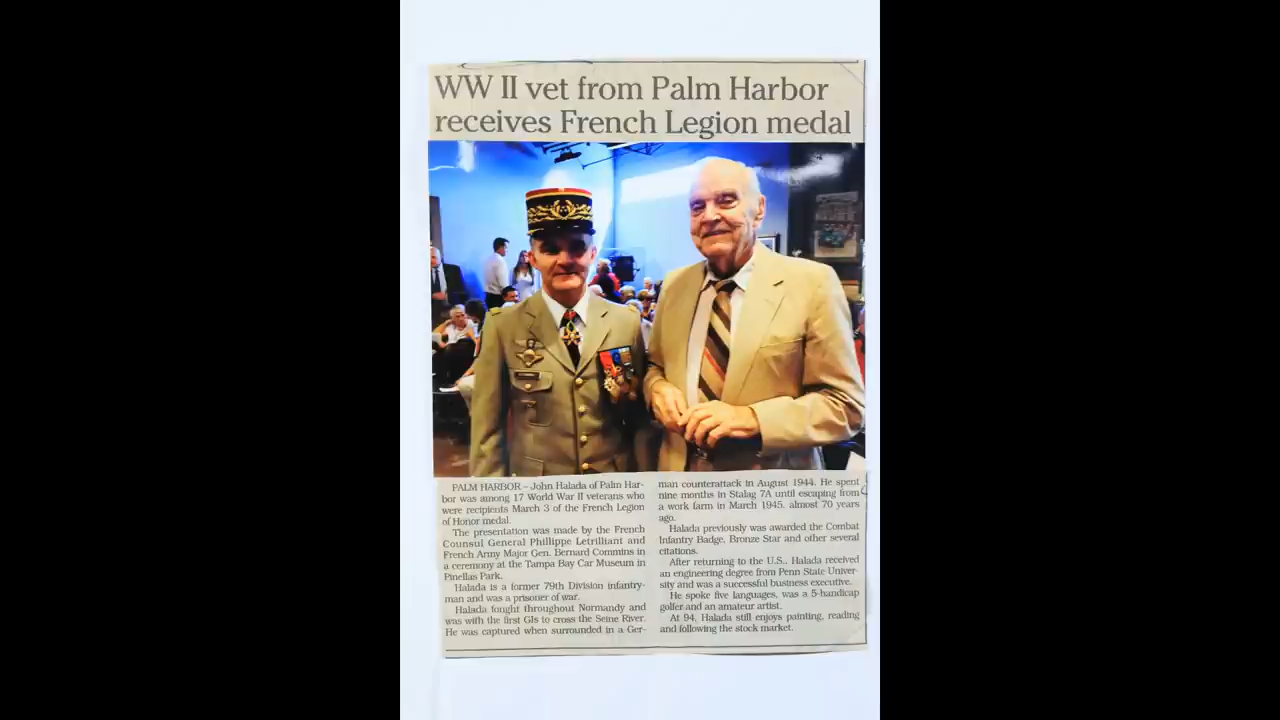 WW II vet from Palm Harbor
receives French Legion medal
PALM HARBOR – John Halada of Palm Har-
bor was among 17 World War II veterans who
were recipients March 3 of the French Legion
of Honor medal.
The presentation was made by the French
Counsul General Phillippe Letrilliant and
French Army Major Gen. Bernard Commins in
a ceremony at the Tampa Bay Car Museum in
Pinellas Park.
Halada is a former 79th Division infantry-
man and was a prisoner of war.
Halada fought throughout Normandy and
was with the first GIs to cross the Seine River.
He was captured when surrounded in a Ger-
man counterattack in August 1944. He spent
nine months in Stalag 7A until escaping from
a work farm in March 1945, almost 70 years
ago.
Halada previously was awarded the Combat
Infantry Badge, Bronze Star and other several
citations.
After returning to the U.S., Halada received
an engineering degree from Penn State Univer-
sity and was a successful business executive.
He spoke five languages, was a 5-handicap
golfer and an amateur artist.
At 94, Halada still enjoys painting, reading
and following the stock market.